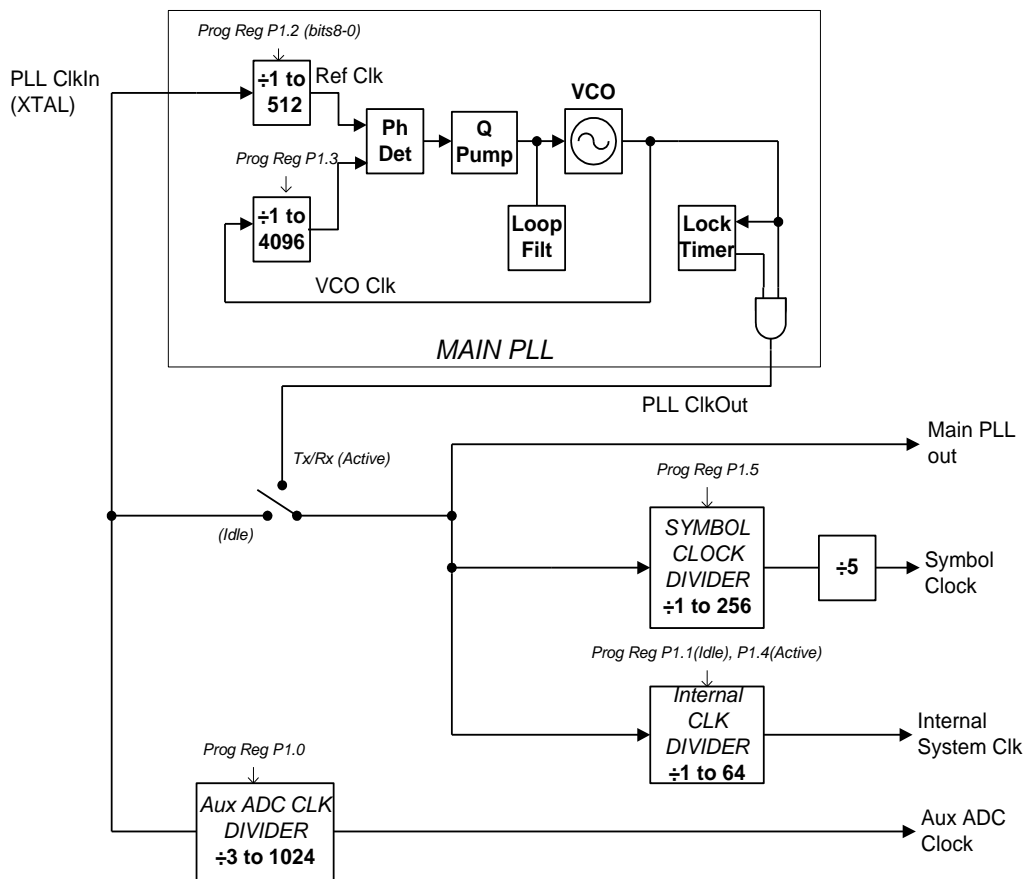 Prog Reg P1.2 (bits8-0)
PLL ClkIn
(XTAL)
÷1 to
512
Ref Clk
VCO
Ph
Det
Q
Pump
Prog Reg P1.3
÷1 to
4096
Loop
Filt
Lock
Timer
VCO Clk
MAIN PLL
PLL ClkOut
Main PLL
out
Tx/Rx (Active)
Prog Reg P1.5
(Idle)
SYMBOL
CLOCK
DIVIDER
÷1 to 256
÷5
Symbol
Clock
Prog Reg P1.1(Idle), P1.4(Active)
Internal
CLK
DIVIDER
÷1 to 64
Internal
System Clk
Prog Reg P1.0
Aux ADC CLK
DIVIDER
÷3 to 1024
Aux ADC
Clock